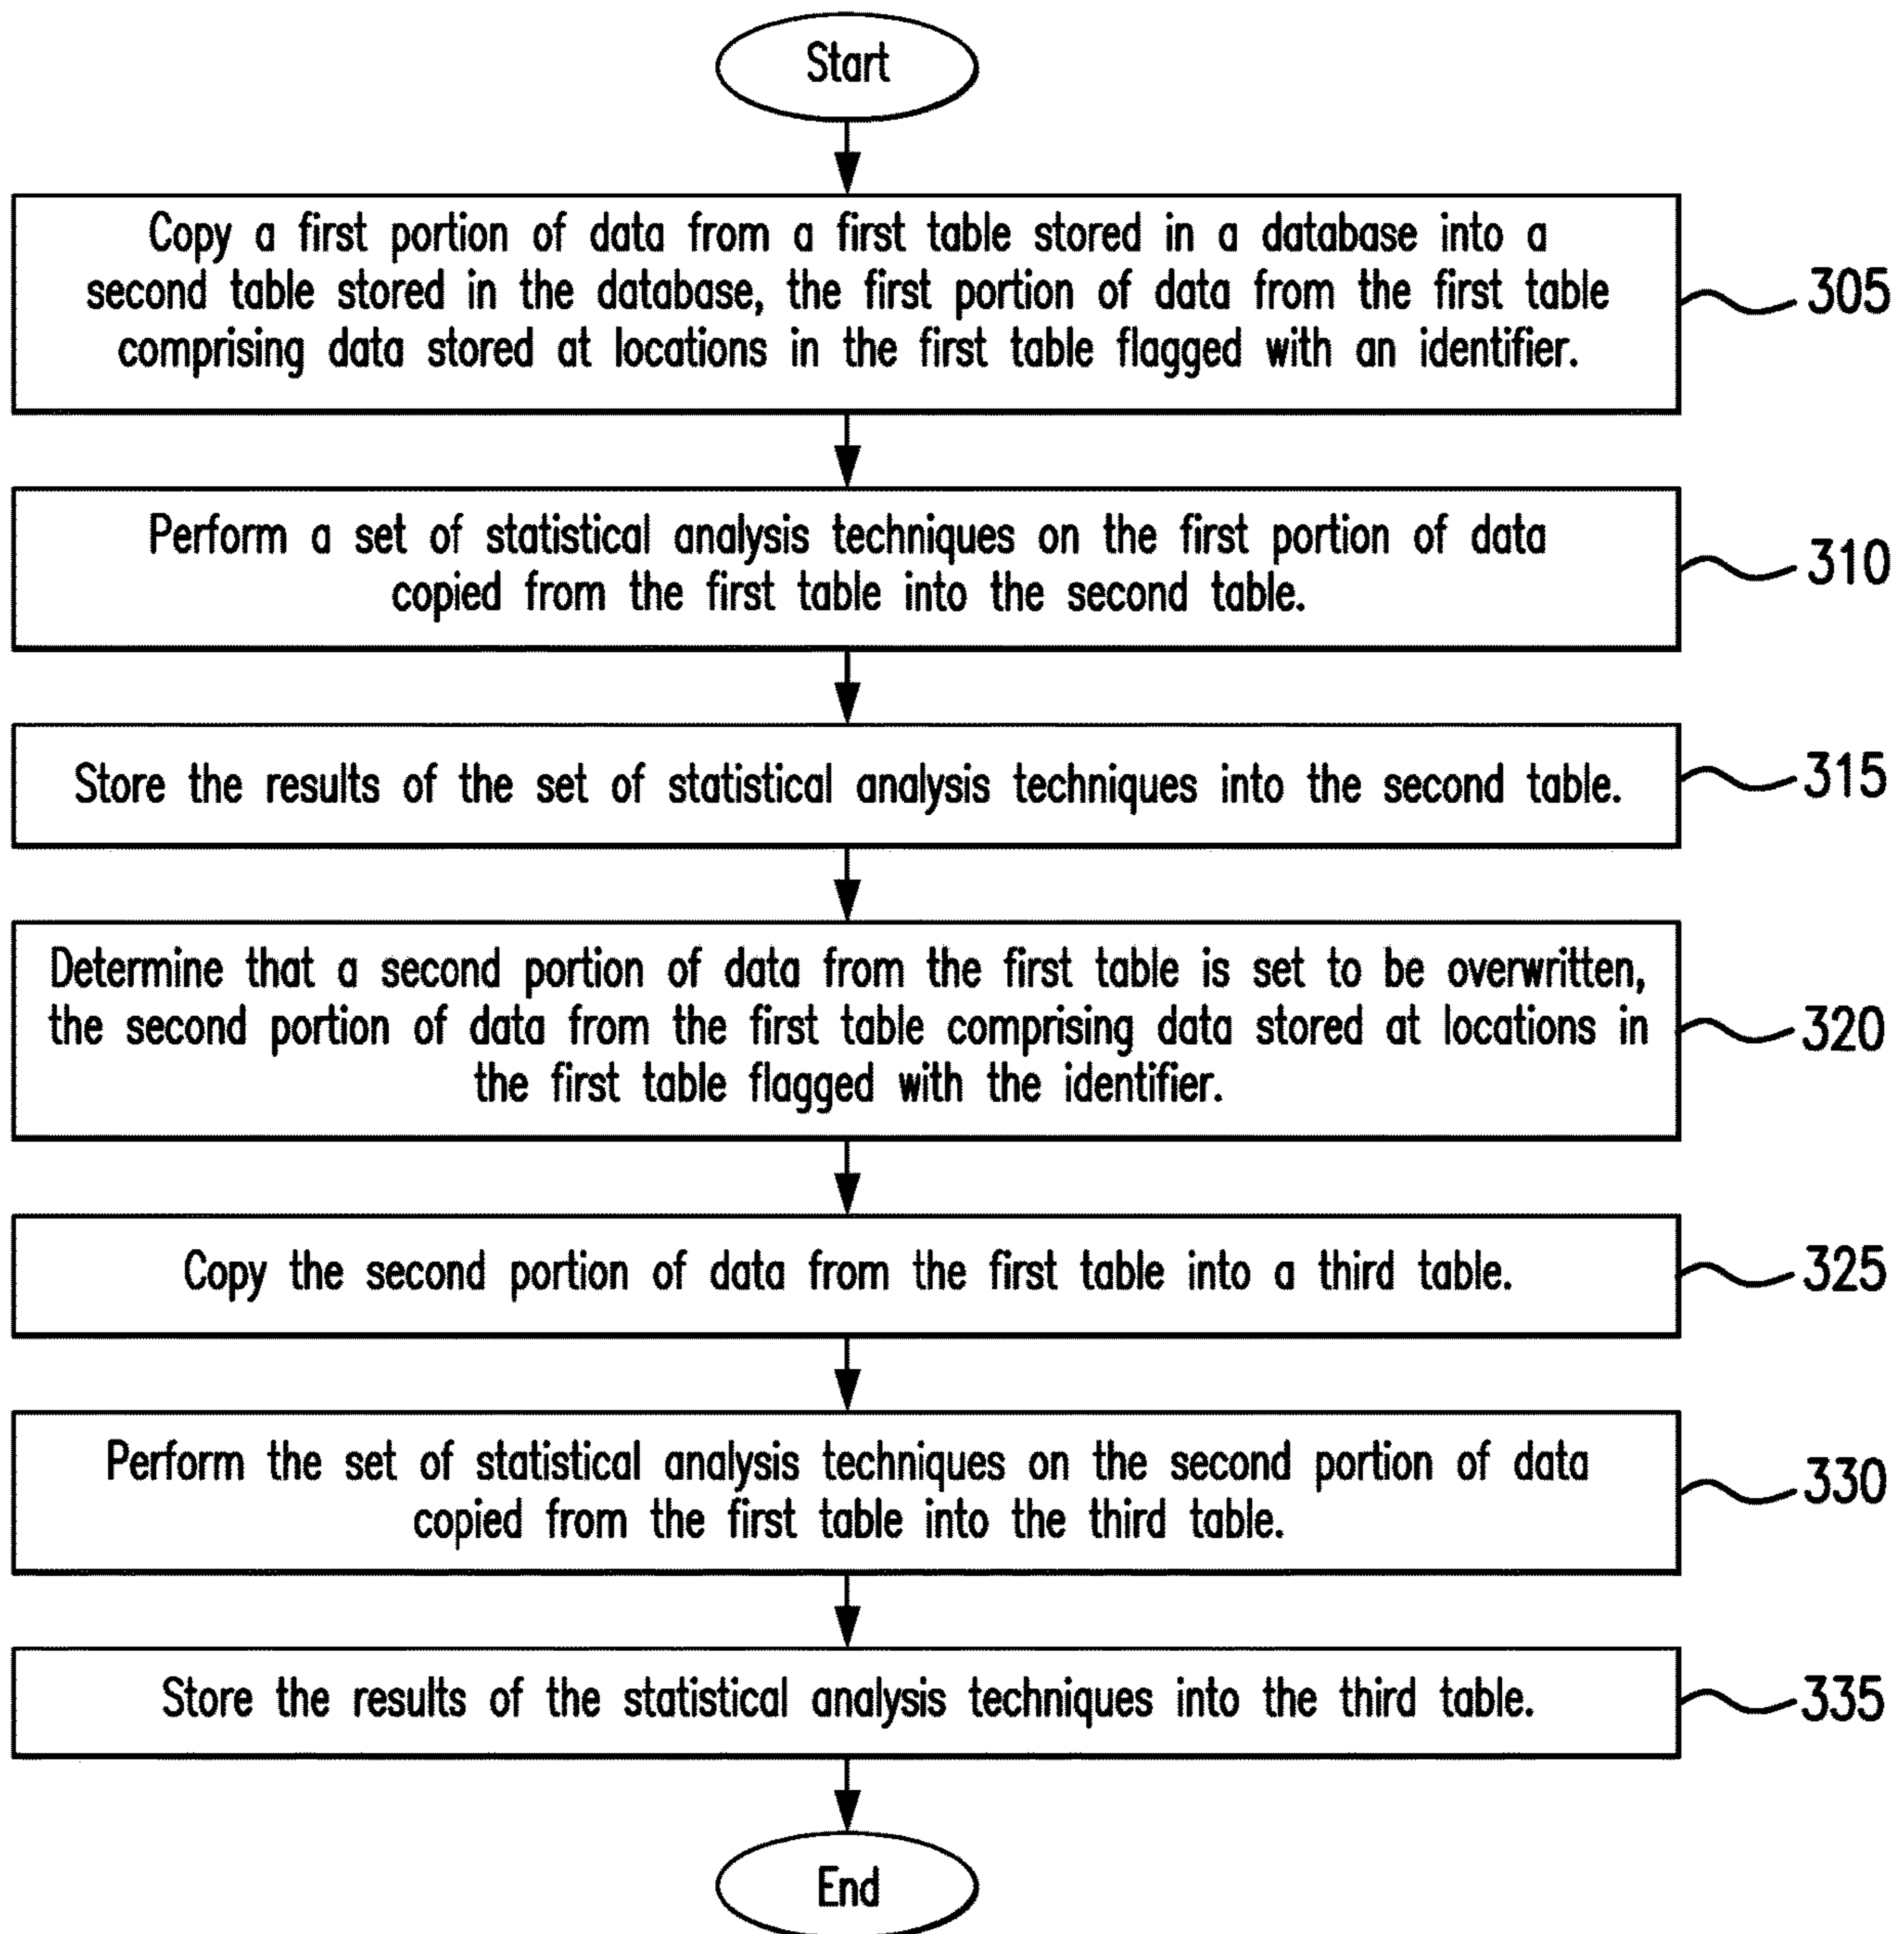 Start
Copy a first portion of data from a first table stored in a database into a
second table stored in the database, the first portion of data from the first table
comprising data stored at locations in the first table flagged with an identifier.
305
Perform a set of statistical analysis techniques on the first portion of data
copied from the first table into the second table.
310
Store the results of the set of statistical analysis techniques into the second table.
315
Determine that a second portion of data from the first table is set to be overwritten,
the second portion of data from the first table comprising data stored at locations in
the first table flagged with the identifier.
320
Copy the second portion of data from the first table into a third table.
325
Perform the set of statistical analysis techniques on the second portion of data
copied from the first table into the third table.
330
Store the results of the statistical analysis techniques into the third table.
335
End